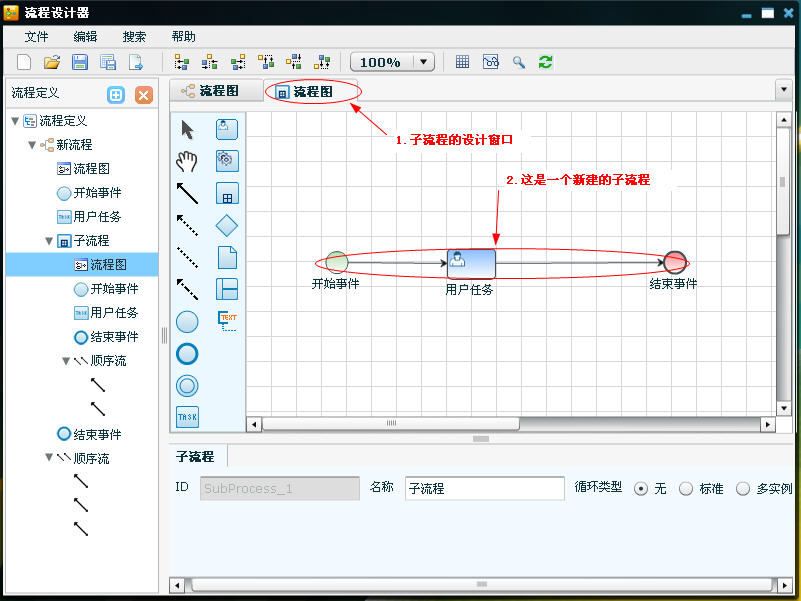 流程设计器
文件 编辑 搜索 帮助
100%
流程定义
流程图 流程图
流程定义
新流程
流程图
开始事件
TASK 用户任务
子流程
流程图
开始事件
TASK 用户任务
结束事件
顺序流
结束事件
顺序流
TEXT
TASK
1.子流程的设计窗口
2.这是一个新建的子流程
开始事件
用户任务
结束事件
子流程
ID SubProcess_1 名称 子流程 循环类型 无 标准 多实例